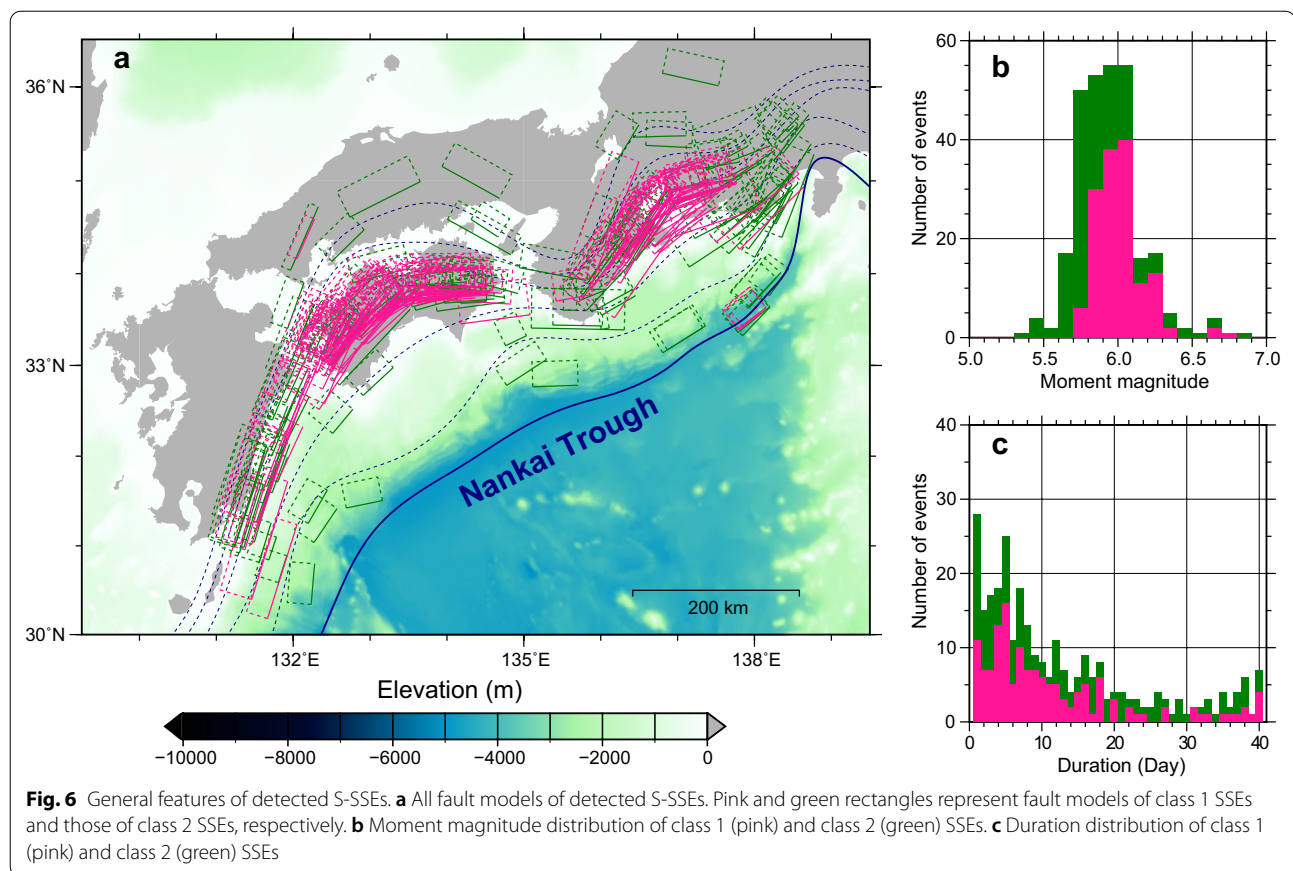 a
36°N
33°N
30°N
132°E
135°E
138°E
Nankai Trough
200 km
Elevation (m)
−10000
−8000
−6000
−4000
−2000
0
b
60
40
20
0
Number of events
5.0
5.5
6.0
6.5
7.0
Moment magnitude
c
40
30
20
10
0
Number of events
0
10
20
30
40
Duration (Day)
Fig. 6 General features of detected S-SSEs. a All fault models of detected S-SSEs. Pink and green rectangles represent fault models of class 1 SSEs
and those of class 2 SSEs, respectively. b Moment magnitude distribution of class 1 (pink) and class 2 (green) SSEs. c Duration distribution of class 1
(pink) and class 2 (green) SSEs